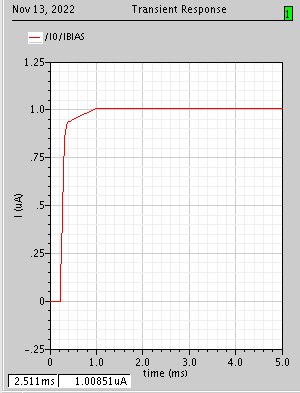 Nov 13, 2022 Transient Response 1
/I0/IBIAS
1.25
1.0
.75
I (uA)
.5
.25
0
-.25
0 1.0 2.0 3.0 4.0 5.0
time (ms)
2.511ms 1.00851uA